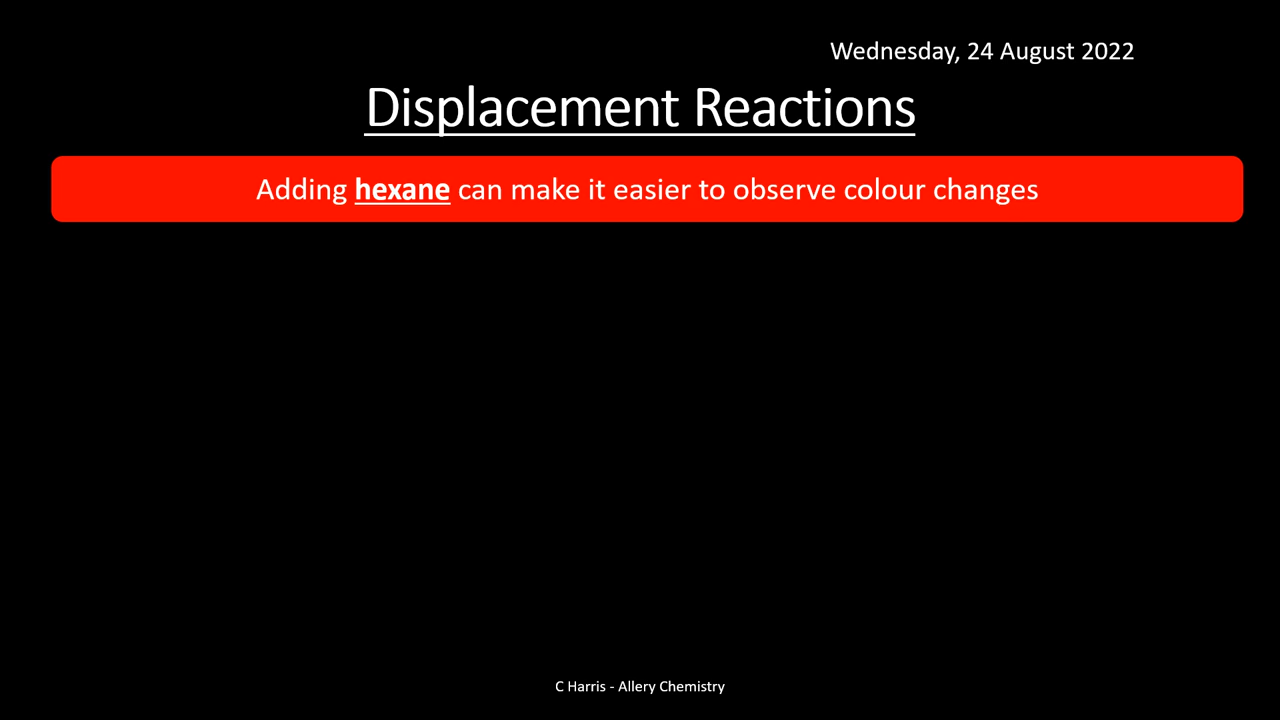 Wednesday, 24 August 2022
Displacement Reactions
Adding hexane can make it easier to observe colour changes
C Harris - Allery Chemistry